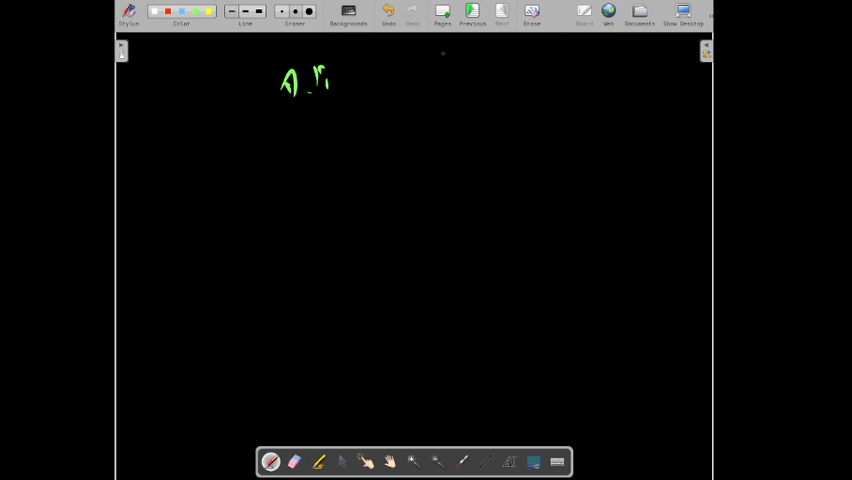 Stylus
Color
Line
Eraser
Backgrounds
Undo
Redo
Pages
Previous
Next
Erase
Board
Web
Documents
Show Desktop